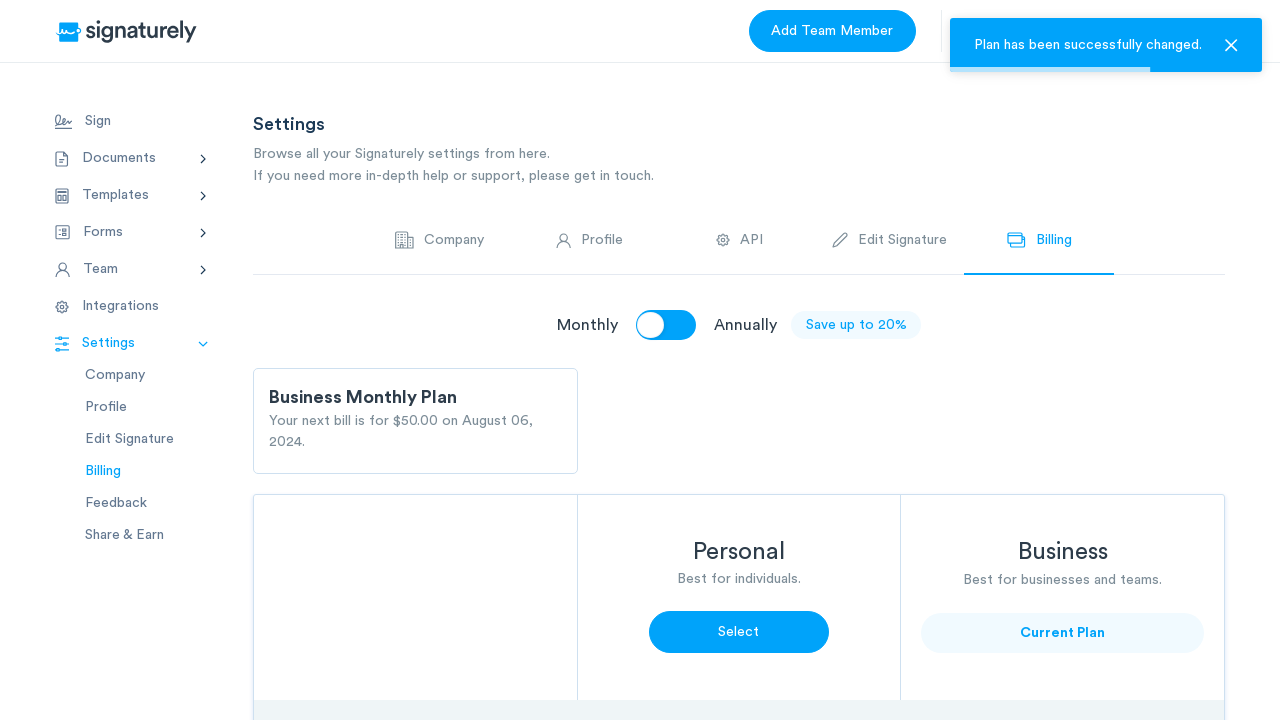 signaturely
Add Team Member
Plan has been successfully changed.
Sign
Documents
Templates
Forms
Team
Integrations
Settings
Company
Profile
Edit Signature
Billing
Feedback
Share & Earn
Settings
Browse all your Signaturely settings from here.
If you need more in-depth help or support, please get in touch.
Company
Profile
API
Edit Signature
Billing
Monthly
Annually
Save up to 20%
Business Monthly Plan
Your next bill is for $50.00 on August 06,
2024.
Personal
Best for individuals.
Select
Business
Best for businesses and teams.
Current Plan